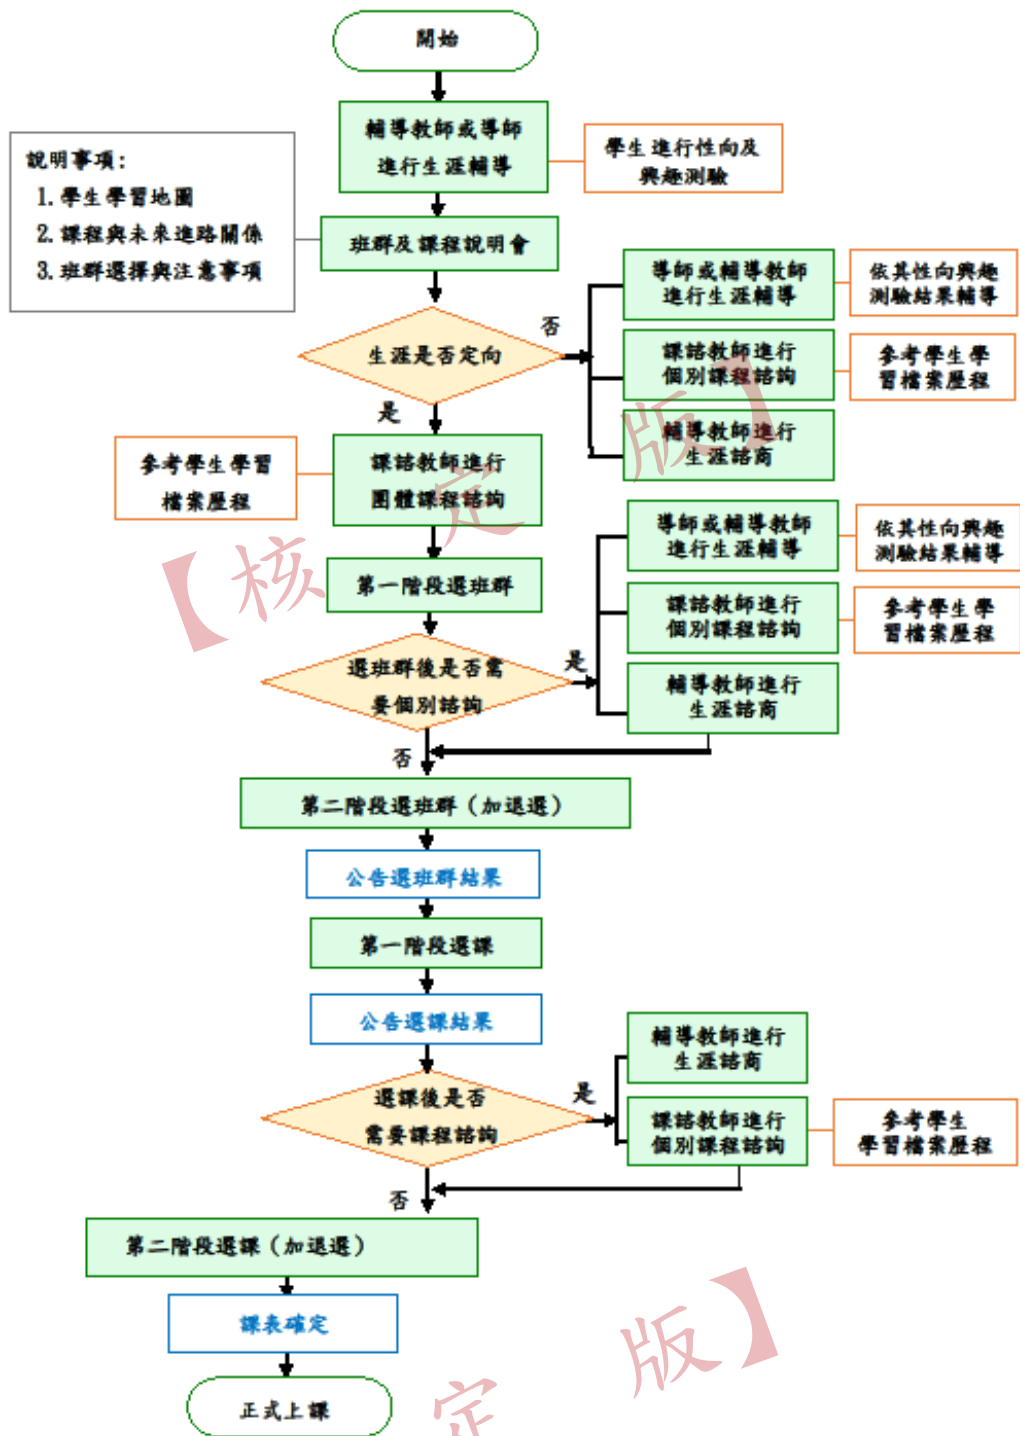 開始
輔導教師或導師
進行生涯輔導
學生進行性向及
興趣測驗
說明事項:
1.學生學習地圖
2.課程與未來進路關係
3.班群選擇與注意事項
班群及課程說明會
導師或輔導教師
進行生涯輔導
依其性向興趣
測驗結果輔導
生涯是否定向
否
課諮教師進行
個別課程諮詢
參考學生學
習檔案歷程
是
輔導教師進行
生涯諮商
參考學生學習
檔案歷程
課諮教師進行
團體課程諮詢
導師或輔導教師
進行生涯輔導
依其性向興趣
測驗結果輔導
第一階段選班群
課諮教師進行
個別課程諮詢
參考學生學
習檔案歷程
選班群後是否需
要個別諮詢
是
輔導教師進行
生涯諮商
否
第二階段選班群（加退選）
公告選班群結果
第一階段選課
公告選課結果
輔導教師進行
生涯諮商
選課後是否
需要課程諮詢
是
課諮教師進行
個別課程諮詢
參考學生
學習檔案歷程
否
第二階段選課（加退選）
課表確定
正式上課
【核定版】
定版】